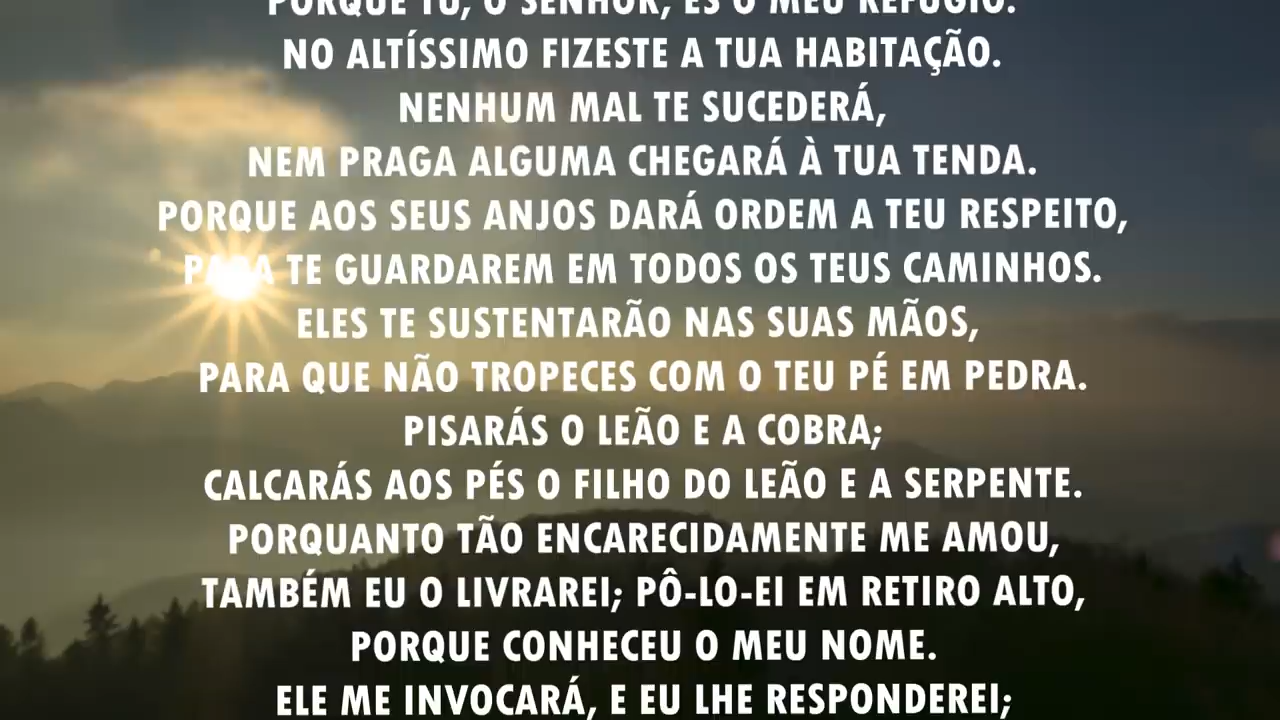 PORQUE TU, Ó SENHOR, ÉS O MEU REFÚGIO.
NO ALTÍSSIMO FIZESTE A TUA HABITAÇÃO.
NENHUM MAL TE SUCEDERÁ,
NEM PRAGA ALGUMA CHEGARÁ À TUA TENDA.
PORQUE AOS SEUS ANJOS DARÁ ORDEM A TEU RESPEITO,
PARA TE GUARDAREM EM TODOS OS TEUS CAMINHOS.
ELES TE SUSTENTARÃO NAS SUAS MÃOS,
PARA QUE NÃO TROPECES COM O TEU PÉ EM PEDRA.
PISARÁS O LEÃO E A COBRA;
CALCARÁS AOS PÉS O FILHO DO LEÃO E A SERPENTE.
PORQUANTO TÃO ENCARECIDAMENTE ME AMOU,
TAMBÉM EU O LIVRAREI; PÔ-LO-EI EM RETIRO ALTO,
PORQUE CONHECEU O MEU NOME.
ELE ME INVOCARÁ, E EU LHE RESPONDEREI;